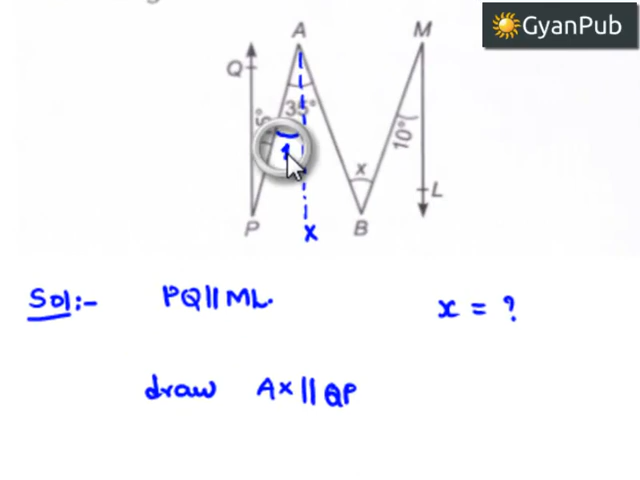 GyanPub
A
M
Q
35°
10°
x
L
P
X
B
Sol:- PQ||ML. x = ?
draw AX||QP